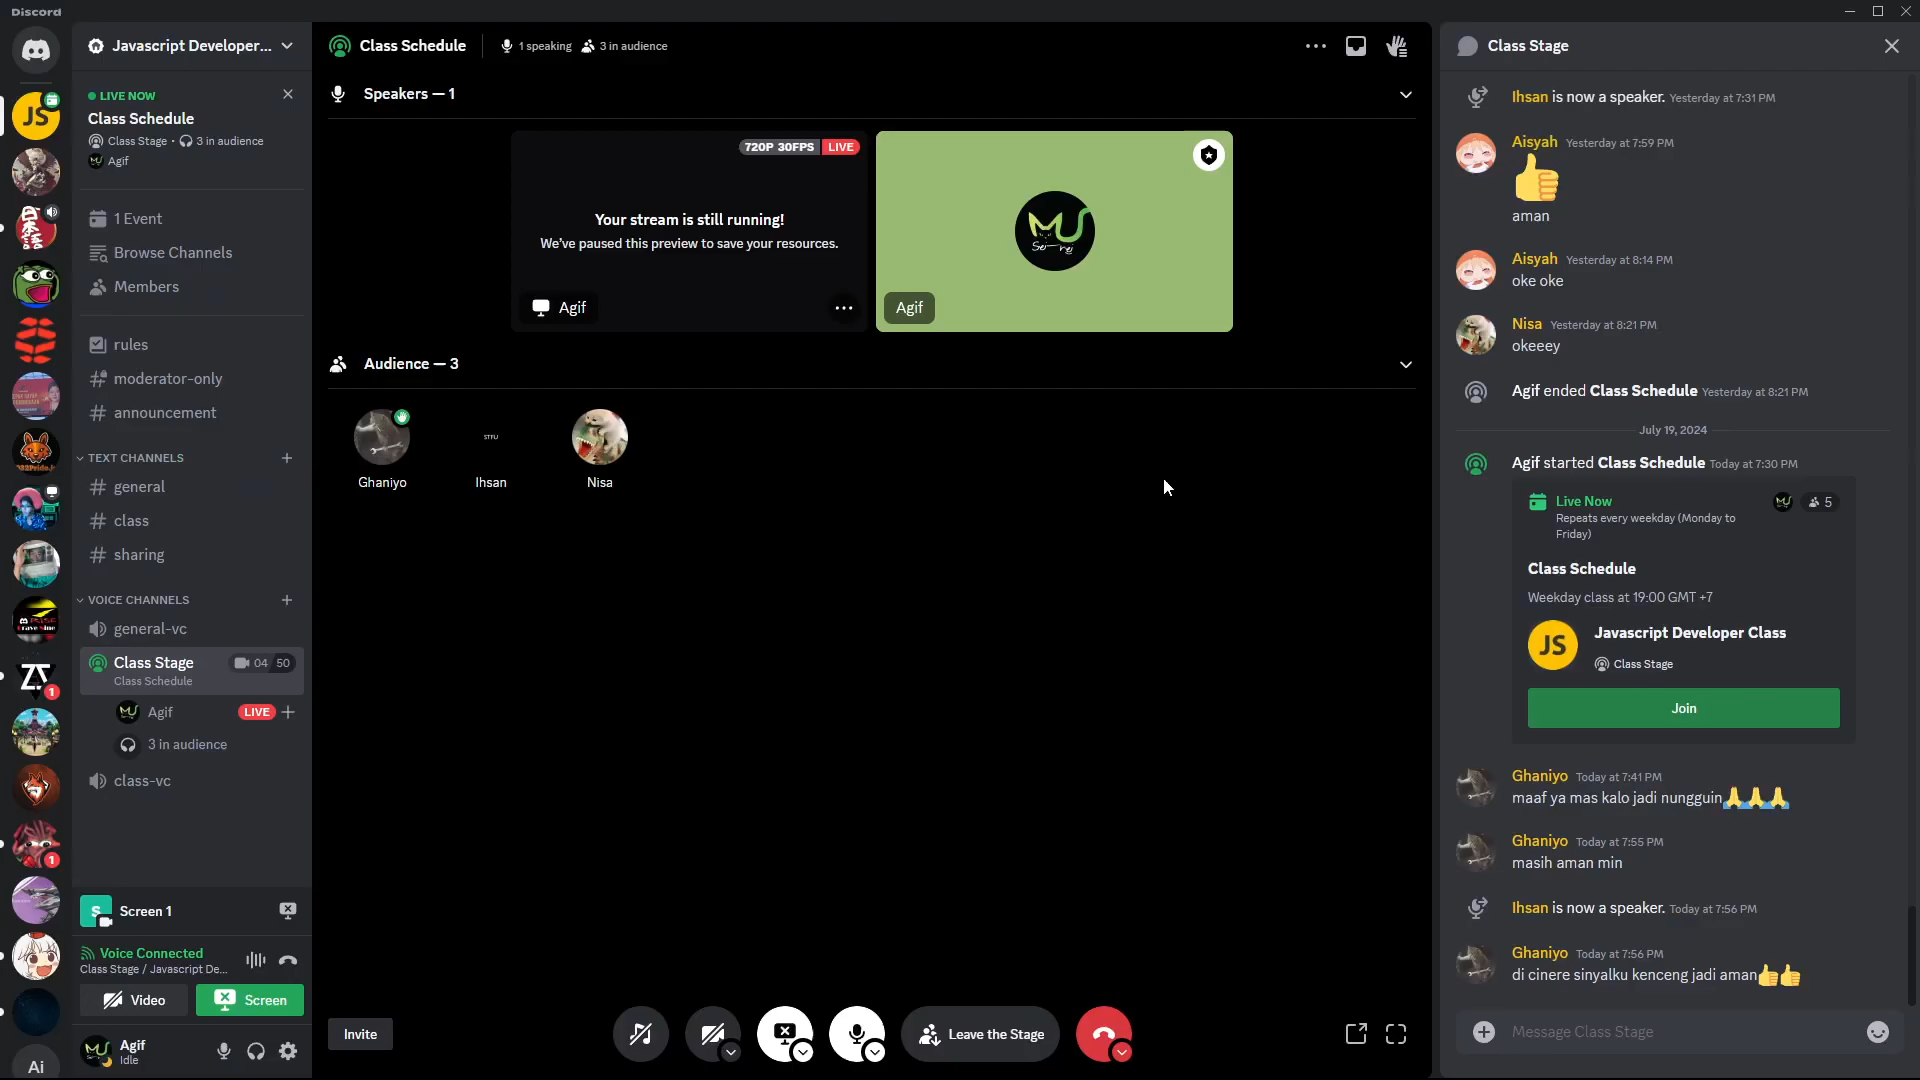 Discord
Javascript Developer...
LIVE NOW
Class Schedule
Class Stage • 3 in audience
Agif
1 Event
Browse Channels
Members
rules
moderator-only
announcement
TEXT CHANNELS
general
class
sharing
VOICE CHANNELS
general-vc
Class Stage 04 50
Class Schedule
Agif LIVE
3 in audience
class-vc
Screen 1
Voice Connected
Class Stage / Javascript De...
Video Screen
Agif
Idle
JS
1
1
Ai
Class Schedule 1 speaking 3 in audience
Speakers — 1
720P 30FPS LIVE
Your stream is still running!
We've paused this preview to save your resources.
Agif
Agif
Audience — 3
STFU
Ghaniyo Ihsan Nisa
Invite
Leave the Stage
Class Stage
Ihsan is now a speaker. Yesterday at 7:31 PM
Aisyah Yesterday at 7:59 PM
aman
Aisyah Yesterday at 8:14 PM
oke oke
Nisa Yesterday at 8:21 PM
okeeey
Agif ended Class Schedule Yesterday at 8:21 PM
July 19, 2024
Agif started Class Schedule Today at 7:30 PM
Live Now 5
Repeats every weekday (Monday to
Friday)
Class Schedule
Weekday class at 19:00 GMT +7
JS Javascript Developer Class
Class Stage
Join
Ghaniyo Today at 7:41 PM
maaf ya mas kalo jadi nungguin🙏🙏🙏
Ghaniyo Today at 7:55 PM
masih aman min
Ihsan is now a speaker. Today at 7:56 PM
Ghaniyo Today at 7:56 PM
di cinere sinyalku kenceng jadi aman👍👍
Message Class Stage